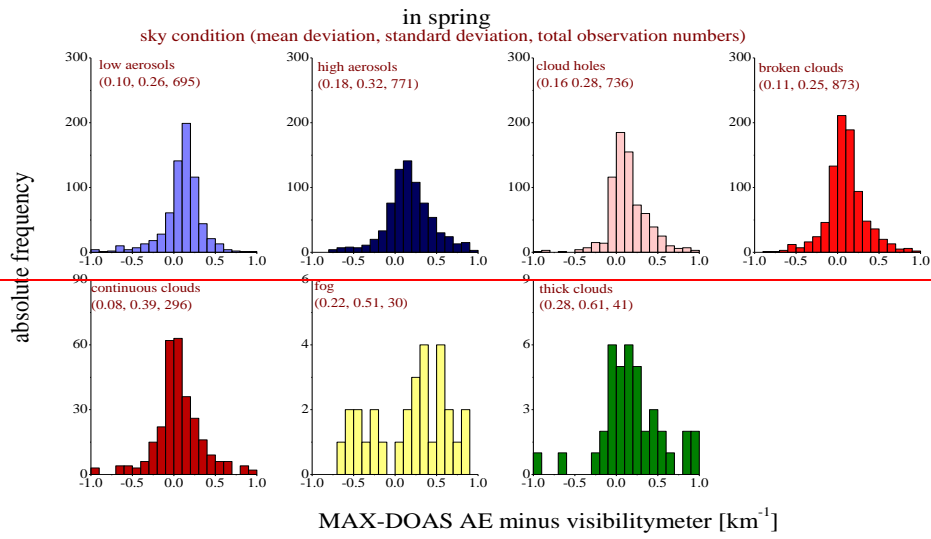 in spring
sky condition (mean deviation, standard deviation, total observation numbers)
300
200
100
0
low aerosols
(0.10, 0.26, 695)
-1.0 -0.5 0.0 0.5 1.0
300
200
100
0
high aerosols
(0.18, 0.32, 771)
-1.0 -0.5 0.0 0.5 1.0
300
200
100
0
cloud holes
(0.16 0.28, 736)
-1.0 -0.5 0.0 0.5 1.0
300
200
100
0
broken clouds
(0.11, 0.25, 873)
-1.0 -0.5 0.0 0.5 1.0
absolute frequency
90
60
30
0
continuous clouds
(0.08, 0.39, 296)
-1.0 -0.5 0.0 0.5 1.0
6
4
2
0
fog
(0.22, 0.51, 30)
-1.0 -0.5 0.0 0.5 1.0
9
6
3
0
thick clouds
(0.28, 0.61, 41)
-1.0 -0.5 0.0 0.5 1.0
MAX-DOAS AE minus visibilitymeter [km⁻¹]